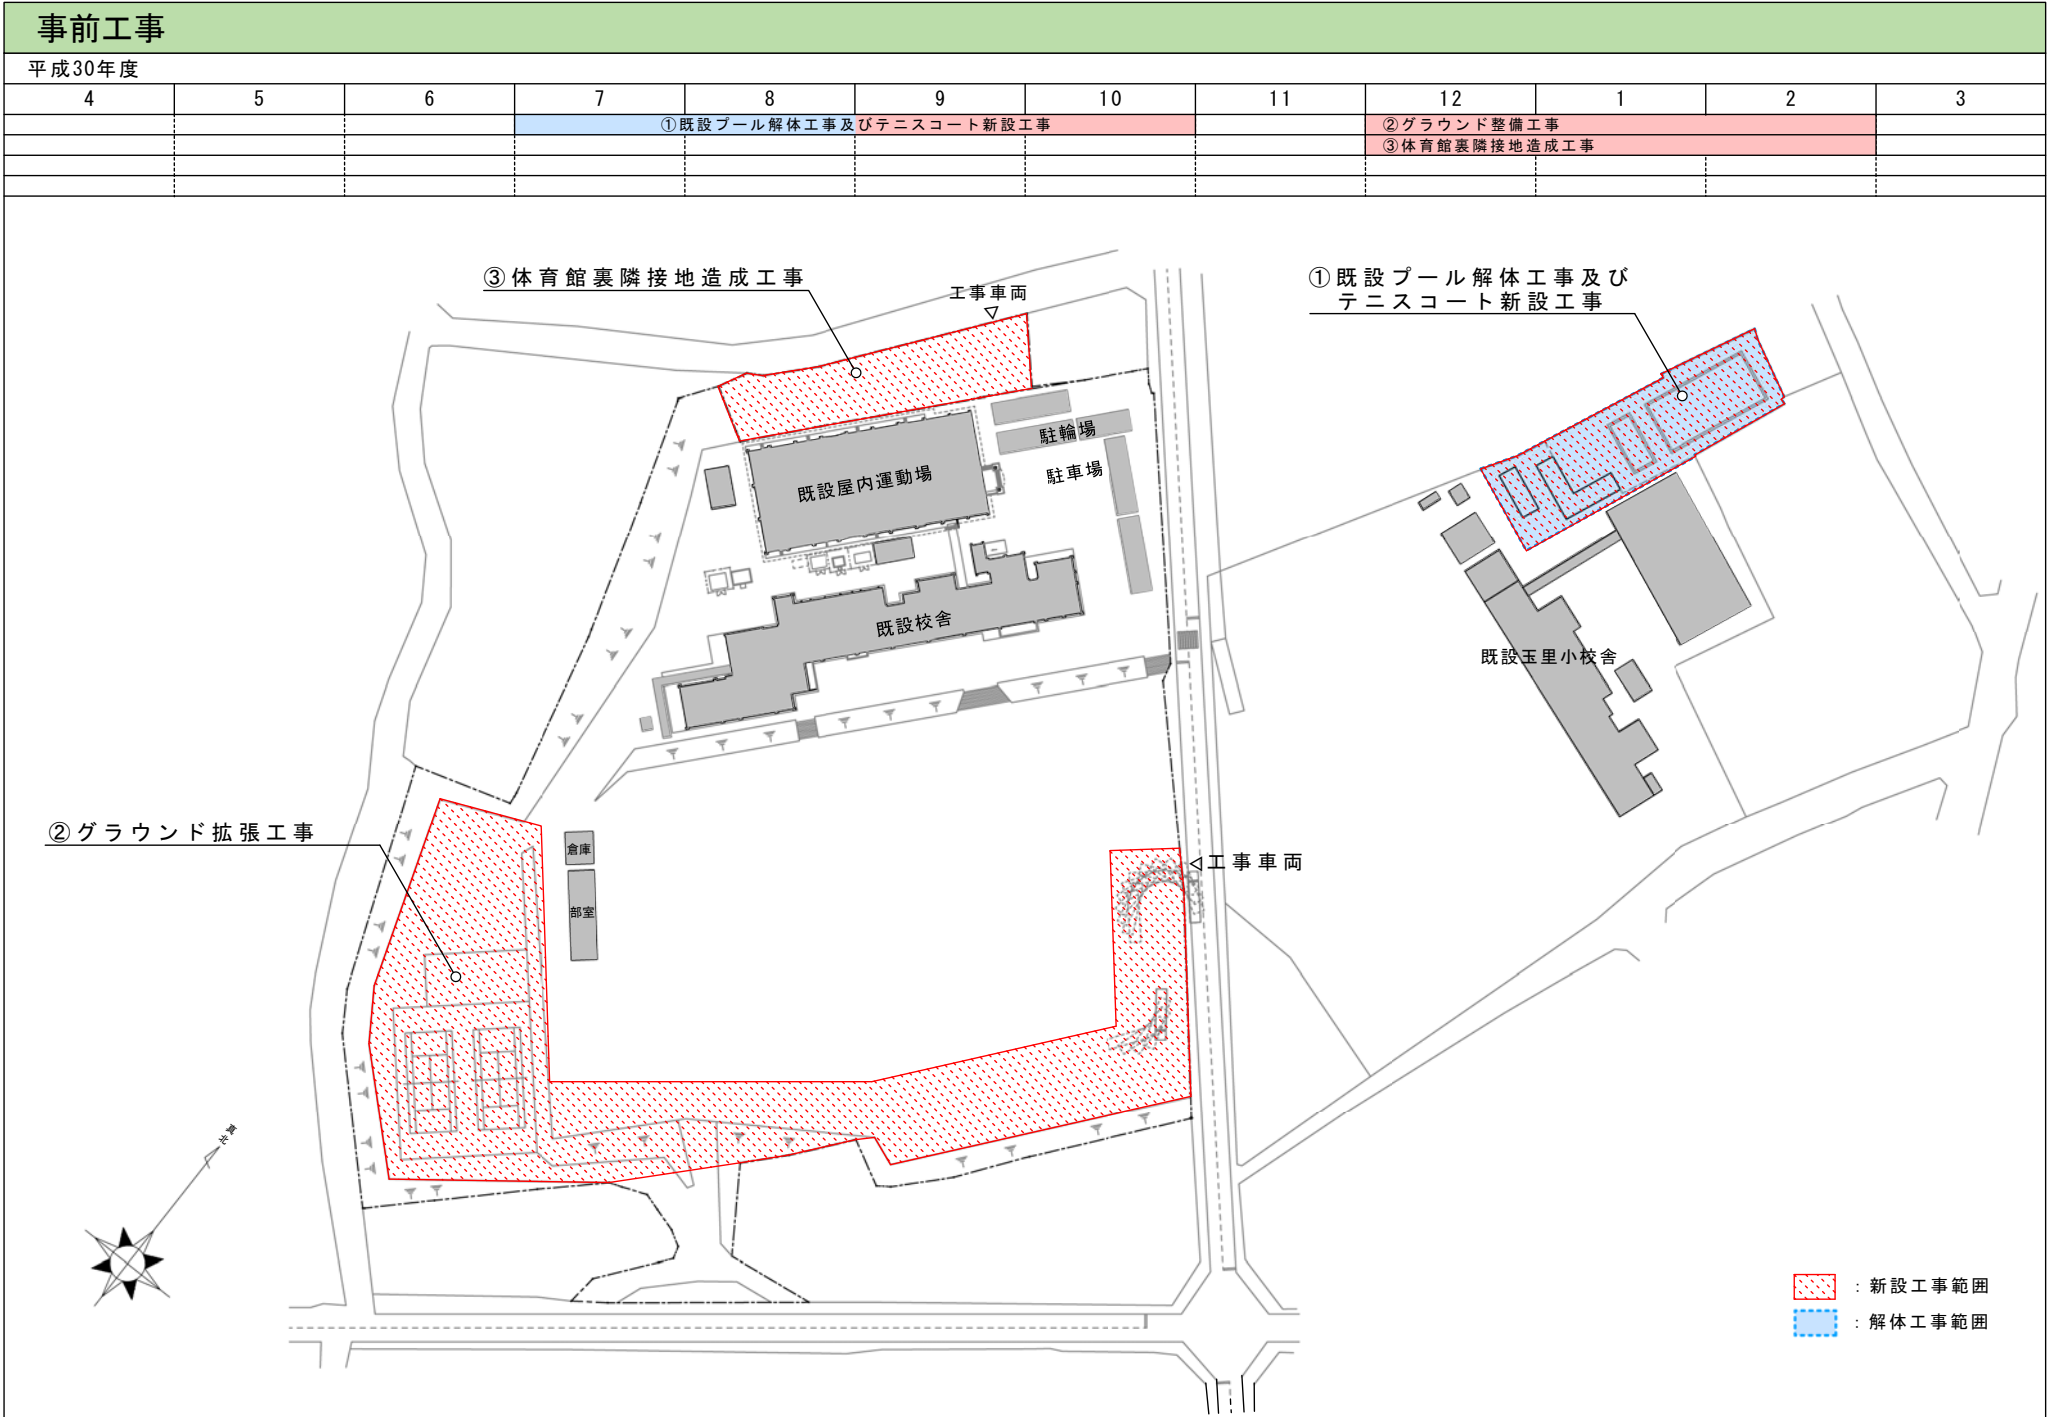 事前工事
平成30年度
4 5 6 7 8 9 10 11 12 1 2 3
①既設プール解体工事及びテニスコート新設工事 ②グラウンド整備工事
③体育館裏隣接地造成工事
③体育館裏隣接地造成工事
工事車両
①既設プール解体工事及び
テニスコート新設工事
駐輪場
駐車場
既設屋内運動場
既設校舎
既設玉里小校舎
②グラウンド拡張工事
倉庫
部室
工事車両
真北
：新設工事範囲
：解体工事範囲